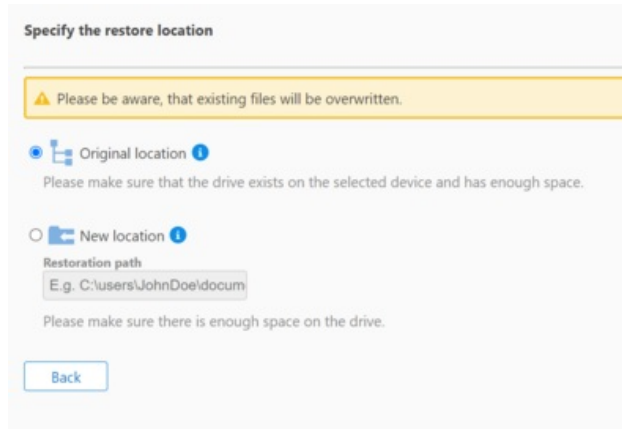 Specify the restore location
Please be aware, that existing files will be overwritten.
Original location
Please make sure that the drive exists on the selected device and has enough space.
New location
Restoration path
E.g. C:\users\JohnDoe\docum
Please make sure there is enough space on the drive.
Back